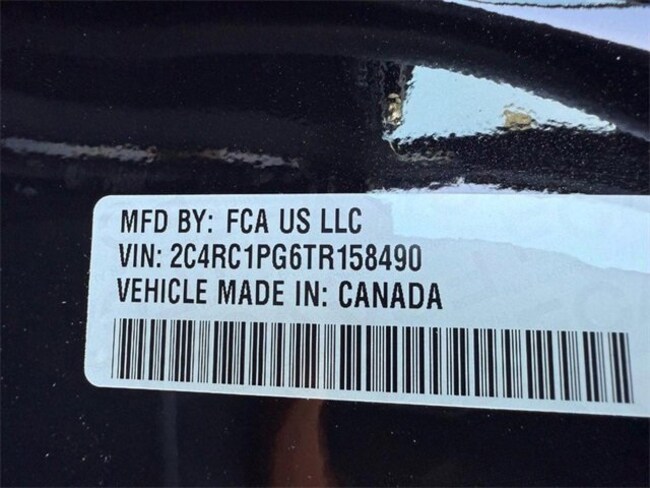 MFD BY: FCA US LLC
VIN: 2C4RC1PG6TR158490
VEHICLE MADE IN: CANADA